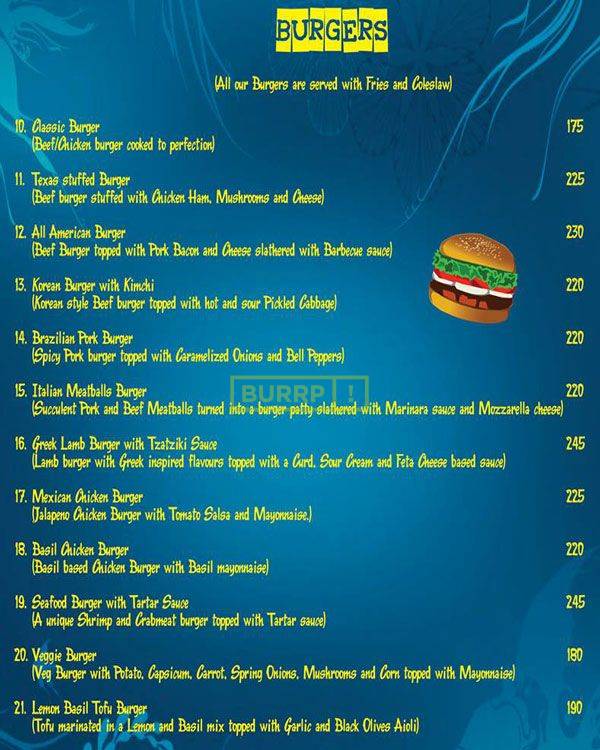 BURGERS
(All our Burgers are served with Fries and Coleslaw)
10. Classic Burger 175
(Beef/Chicken burger cooked to perfection)
11. Texas stuffed Burger 225
(Beef burger stuffed with Chicken Ham, Mushrooms and Cheese)
12. All American Burger 230
(Beef Burger topped with Pork Bacon and Cheese slathered with Barbecue sauce)
13. Korean Burger with Kimchi 220
(Korean style Beef burger topped with hot and sour Pickled Cabbage)
14. Brazilian Pork Burger 220
(Spicy Pork burger topped with Caramelized Onions and Bell Peppers)
15. Italian Meatballs Burger 220
BURRP!
(Succulent Pork and Beef Meatballs turned into a burger patty slathered with Marinara sauce and Mozzarella cheese)
16. Greek Lamb Burger with Tzatziki Sauce 245
(Lamb burger with Greek inspired flavours topped with a Curd, Sour Cream and Feta Cheese based sauce)
17. Mexican Chicken Burger 225
(Jalapeno Chicken Burger with Tomato Salsa and Mayonnaise.)
18. Basil Chicken Burger 220
(Basil based Chicken Burger with Basil mayonnaise)
19. Seafood Burger with Tartar Sauce 245
(A unique Shrimp and Crabmeat burger topped with Tartar sauce)
20. Veggie Burger 180
(Veg Burger with Potato, Capsicum, Carrot, Spring Onions, Mushrooms and Corn topped with Mayonnaise)
21. Lemon Basil Tofu Burger 190
(Tofu marinated in a Lemon and Basil mix topped with Garlic and Black Olives Aioli)